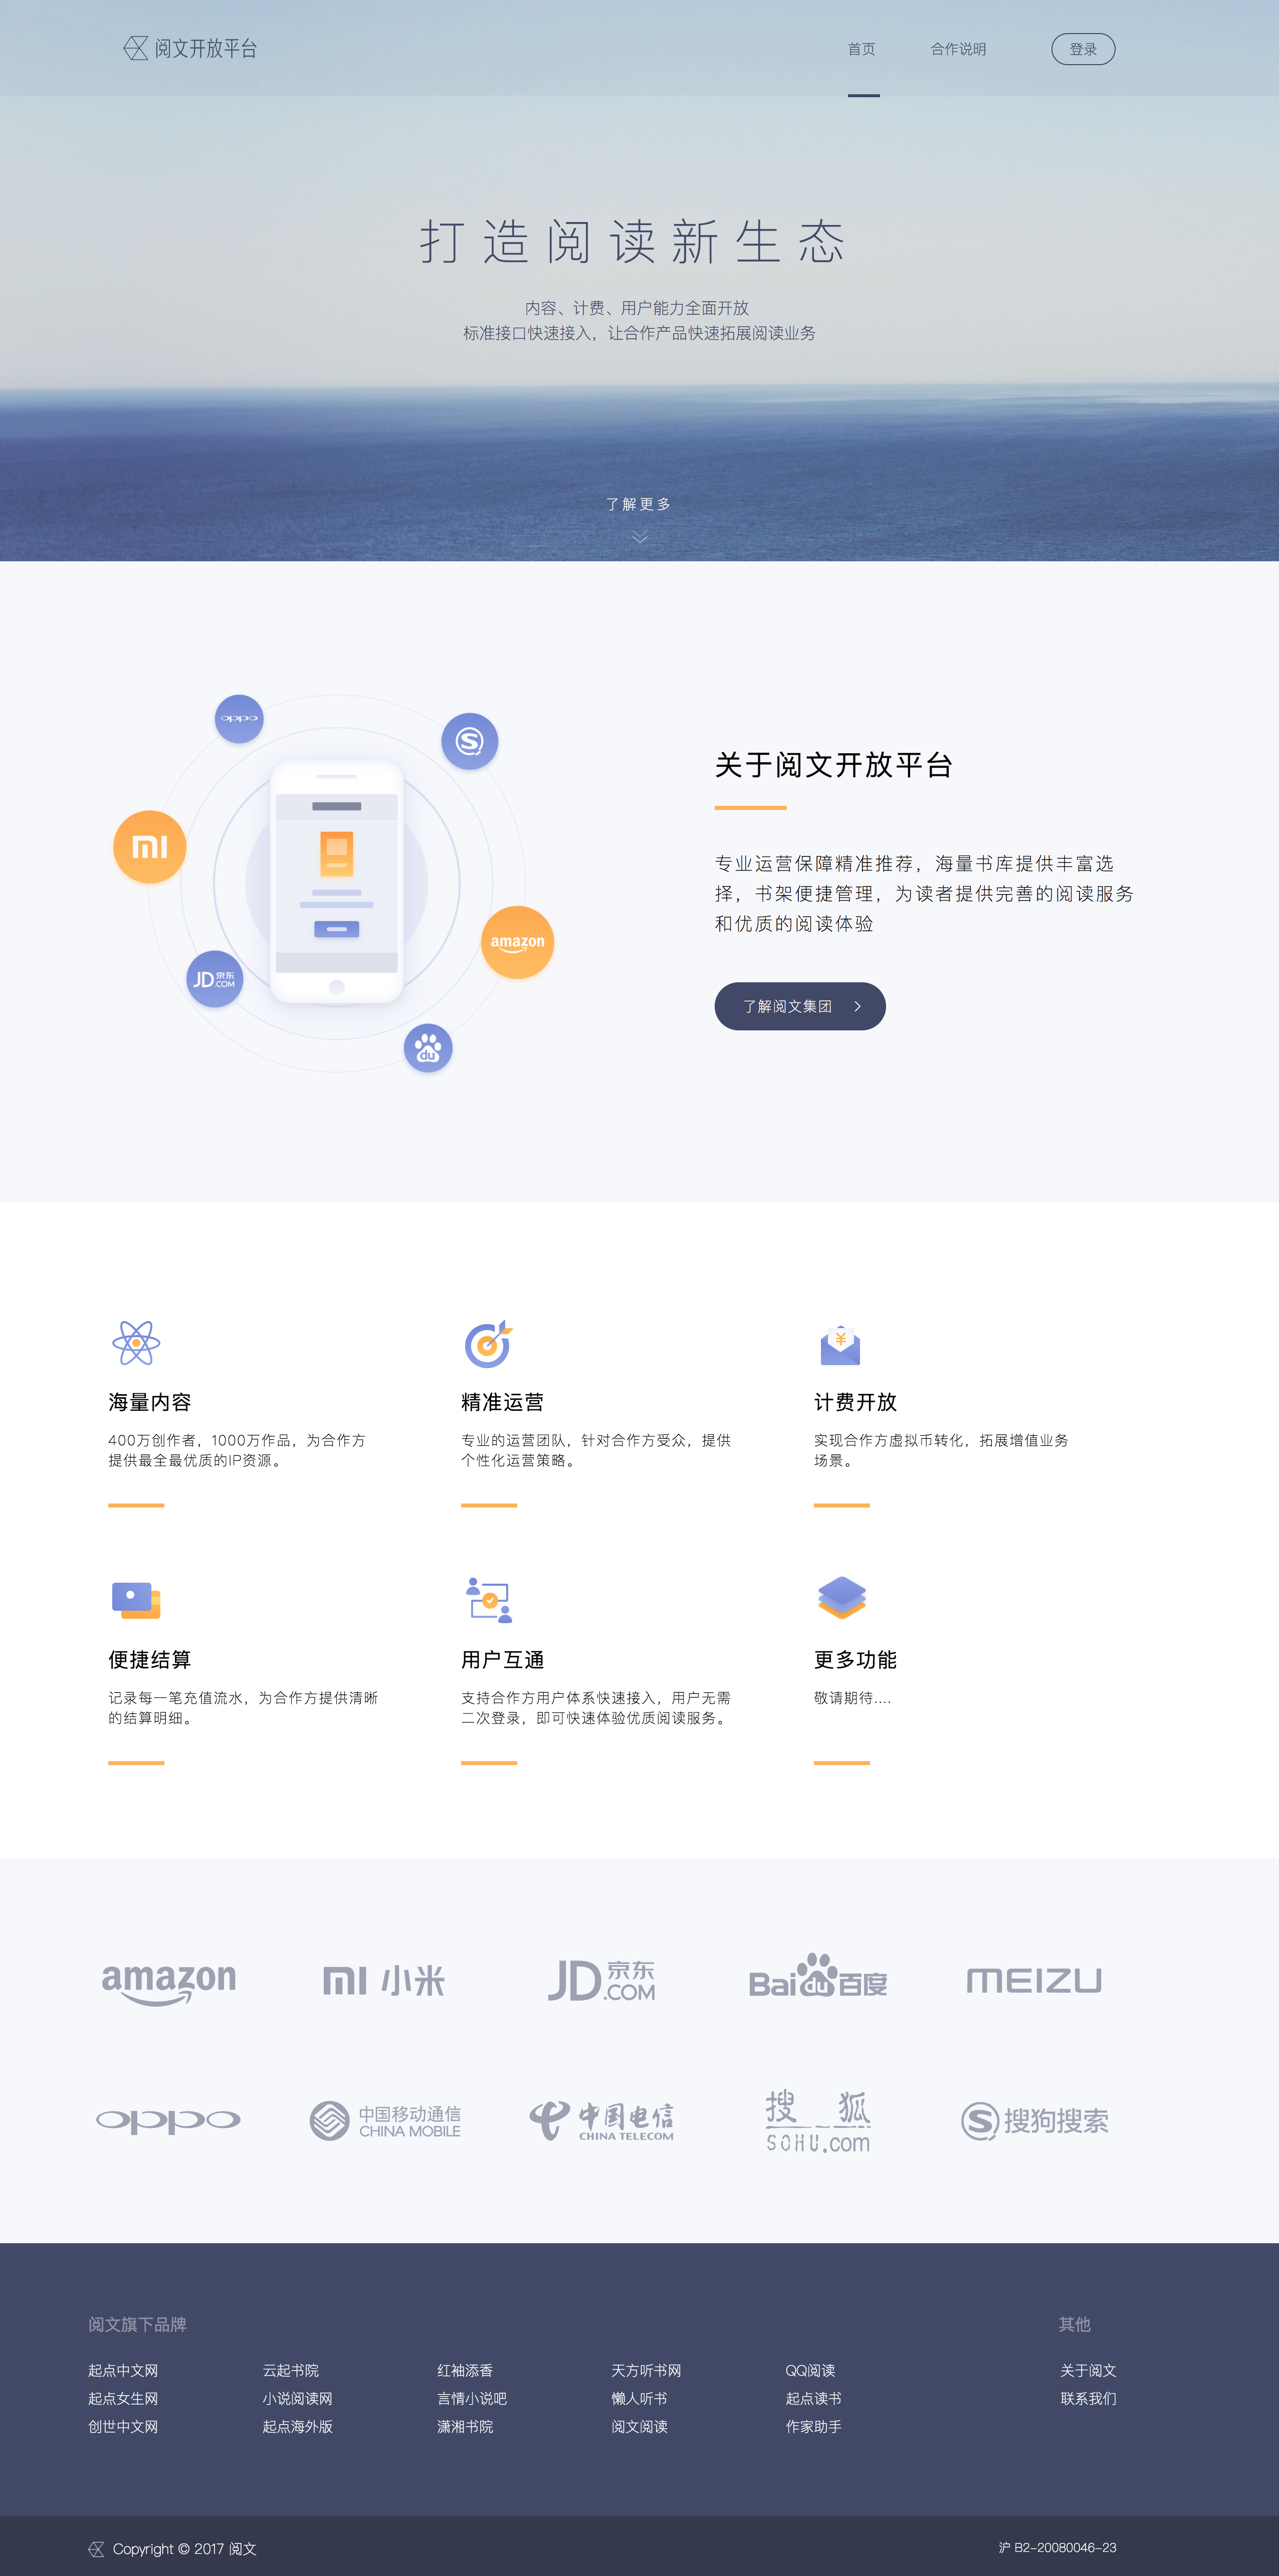 阅文开放平台
首页 合作说明 登录
打造阅读新生态
内容、计费、用户能力全面开放
标准接口快速接入，让合作产品快速拓展阅读业务
了解更多
oppo
S
mi
amazon
JD京东.COM
du
关于阅文开放平台
专业运营保障精准推荐，海量书库提供丰富选
择，书架便捷管理，为读者提供完善的阅读服务
和优质的阅读体验
了解阅文集团
¥
海量内容 精准运营 计费开放
400万创作者，1000万作品，为合作方
提供最全最优质的IP资源。
专业的运营团队，针对合作方受众，提供
个性化运营策略。
实现合作方虚拟币转化，拓展增值业务
场景。
便捷结算 用户互通 更多功能
记录每一笔充值流水，为合作方提供清晰
的结算明细。
支持合作方用户体系快速接入，用户无需
二次登录，即可快速体验优质阅读服务。
敬请期待....
amazon
mi 小米
JD京东.COM
Bai du 百度
MEIZU
oppo
中国移动通信
CHINA MOBILE
中国电信
CHINA TELECOM
搜狐
SOHU.com
S 搜狗搜索
阅文旗下品牌 其他
起点中文网 云起书院 红袖添香 天方听书网 QQ阅读 关于阅文
起点女生网 小说阅读网 言情小说吧 懒人听书 起点读书 联系我们
创世中文网 起点海外版 潇湘书院 阅文阅读 作家助手
Copyright © 2017 阅文 沪 B2-20080046-23